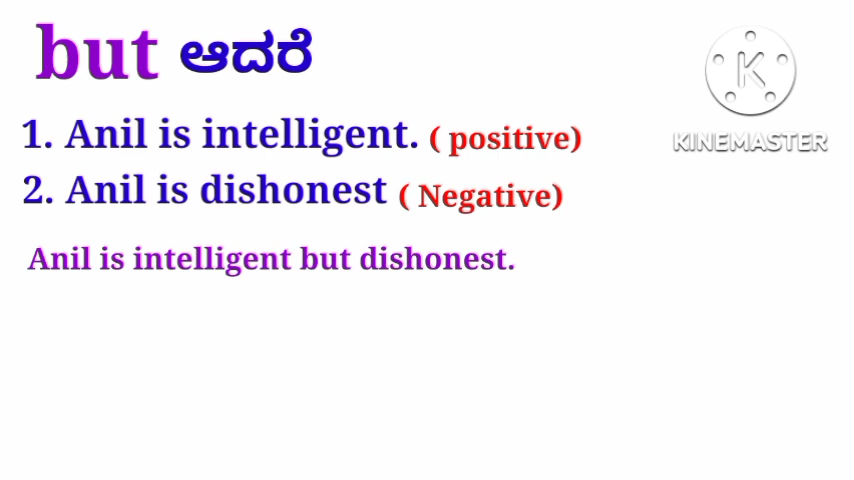 but ಆದರೆ
1. Anil is intelligent. ( positive)
2. Anil is dishonest ( Negative)
Anil is intelligent but dishonest.
K
KINEMASTER